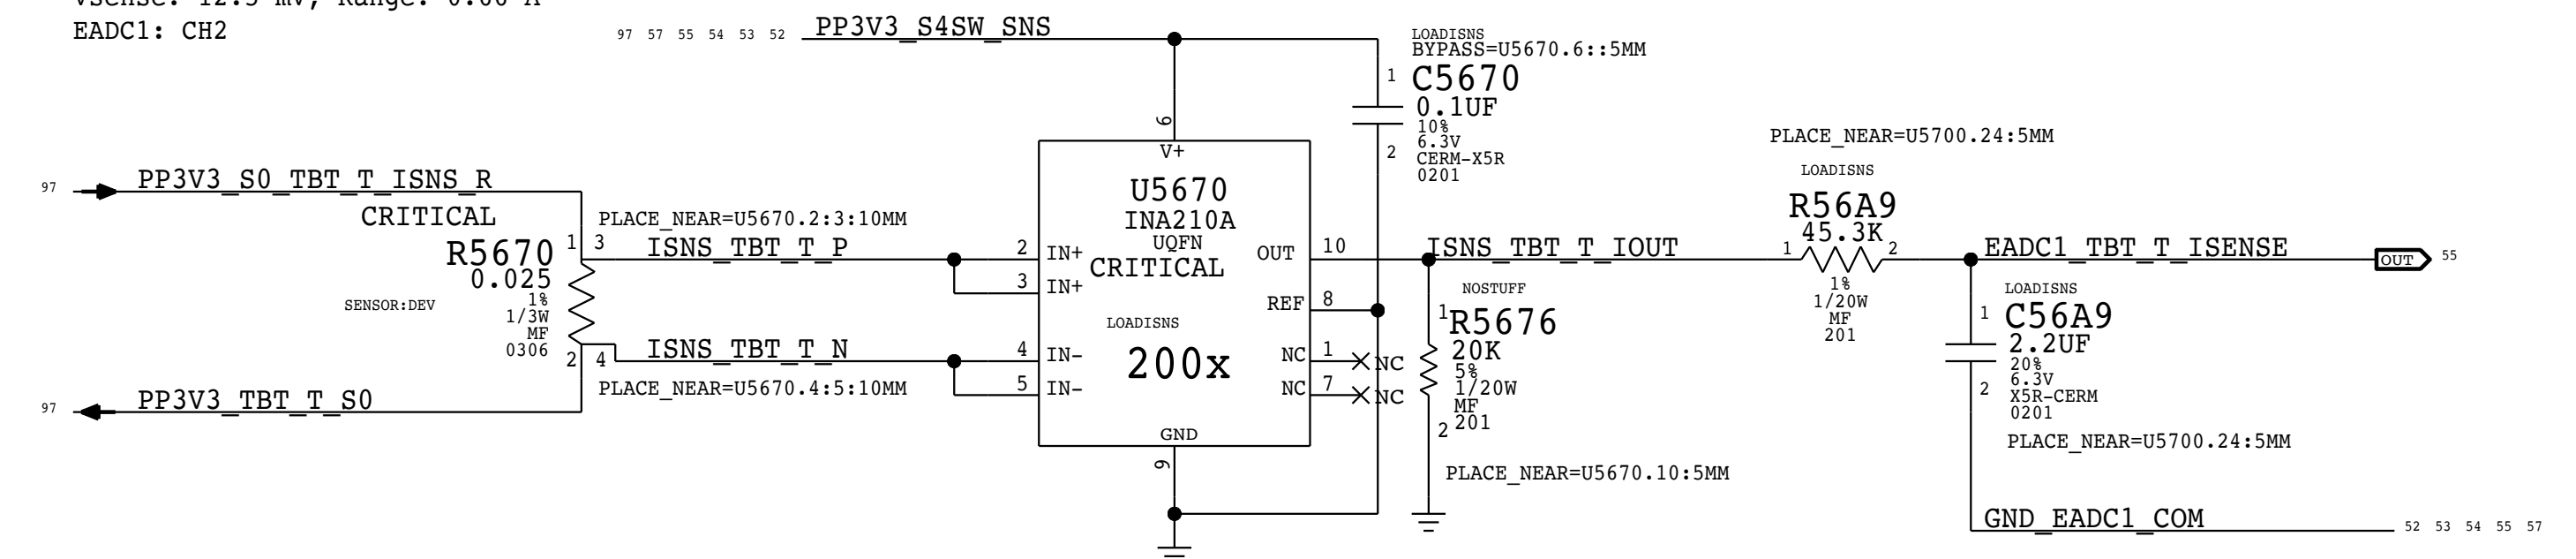 Vsense: 12.5 mV, Range: 0.66 A
EADC1: CH2
97 57 55 54 53 52 PP3V3_S4SW_SNS
LOADISNS
BYPASS=U5670.6::5MM
1 C5670
0.1UF
10%
6.3V
2 CERM-X5R
0201
6
V+
U5670
INA210A
UQFN
CRITICAL
LOADISNS
200x
97 PP3V3_S0_TBT_T_ISNS_R
CRITICAL
R5670
0.025
1%
1/3W
MF
0306
SENSOR:DEV
1 3
2 4
PLACE_NEAR=U5670.2:3:10MM
ISNS_TBT_T_P
2 IN+
3 IN+
ISNS_TBT_T_N
4 IN-
5 IN-
PLACE_NEAR=U5670.4:5:10MM
97 PP3V3_TBT_T_S0
OUT 10
REF 8
NC 1 NC
NC 7 NC
GND
9
ISNS_TBT_T_IOUT
NOSTUFF
1 R5676
20K
5%
1/20W
MF
2 201
PLACE_NEAR=U5670.10:5MM
PLACE_NEAR=U5700.24:5MM
LOADISNS
R56A9
45.3K
1 2
1%
1/20W
MF
201
EADC1_TBT_T_ISENSE
OUT 55
LOADISNS
1 C56A9
2.2UF
20%
6.3V
2 X5R-CERM
0201
PLACE_NEAR=U5700.24:5MM
GND_EADC1_COM 52 53 54 55 57